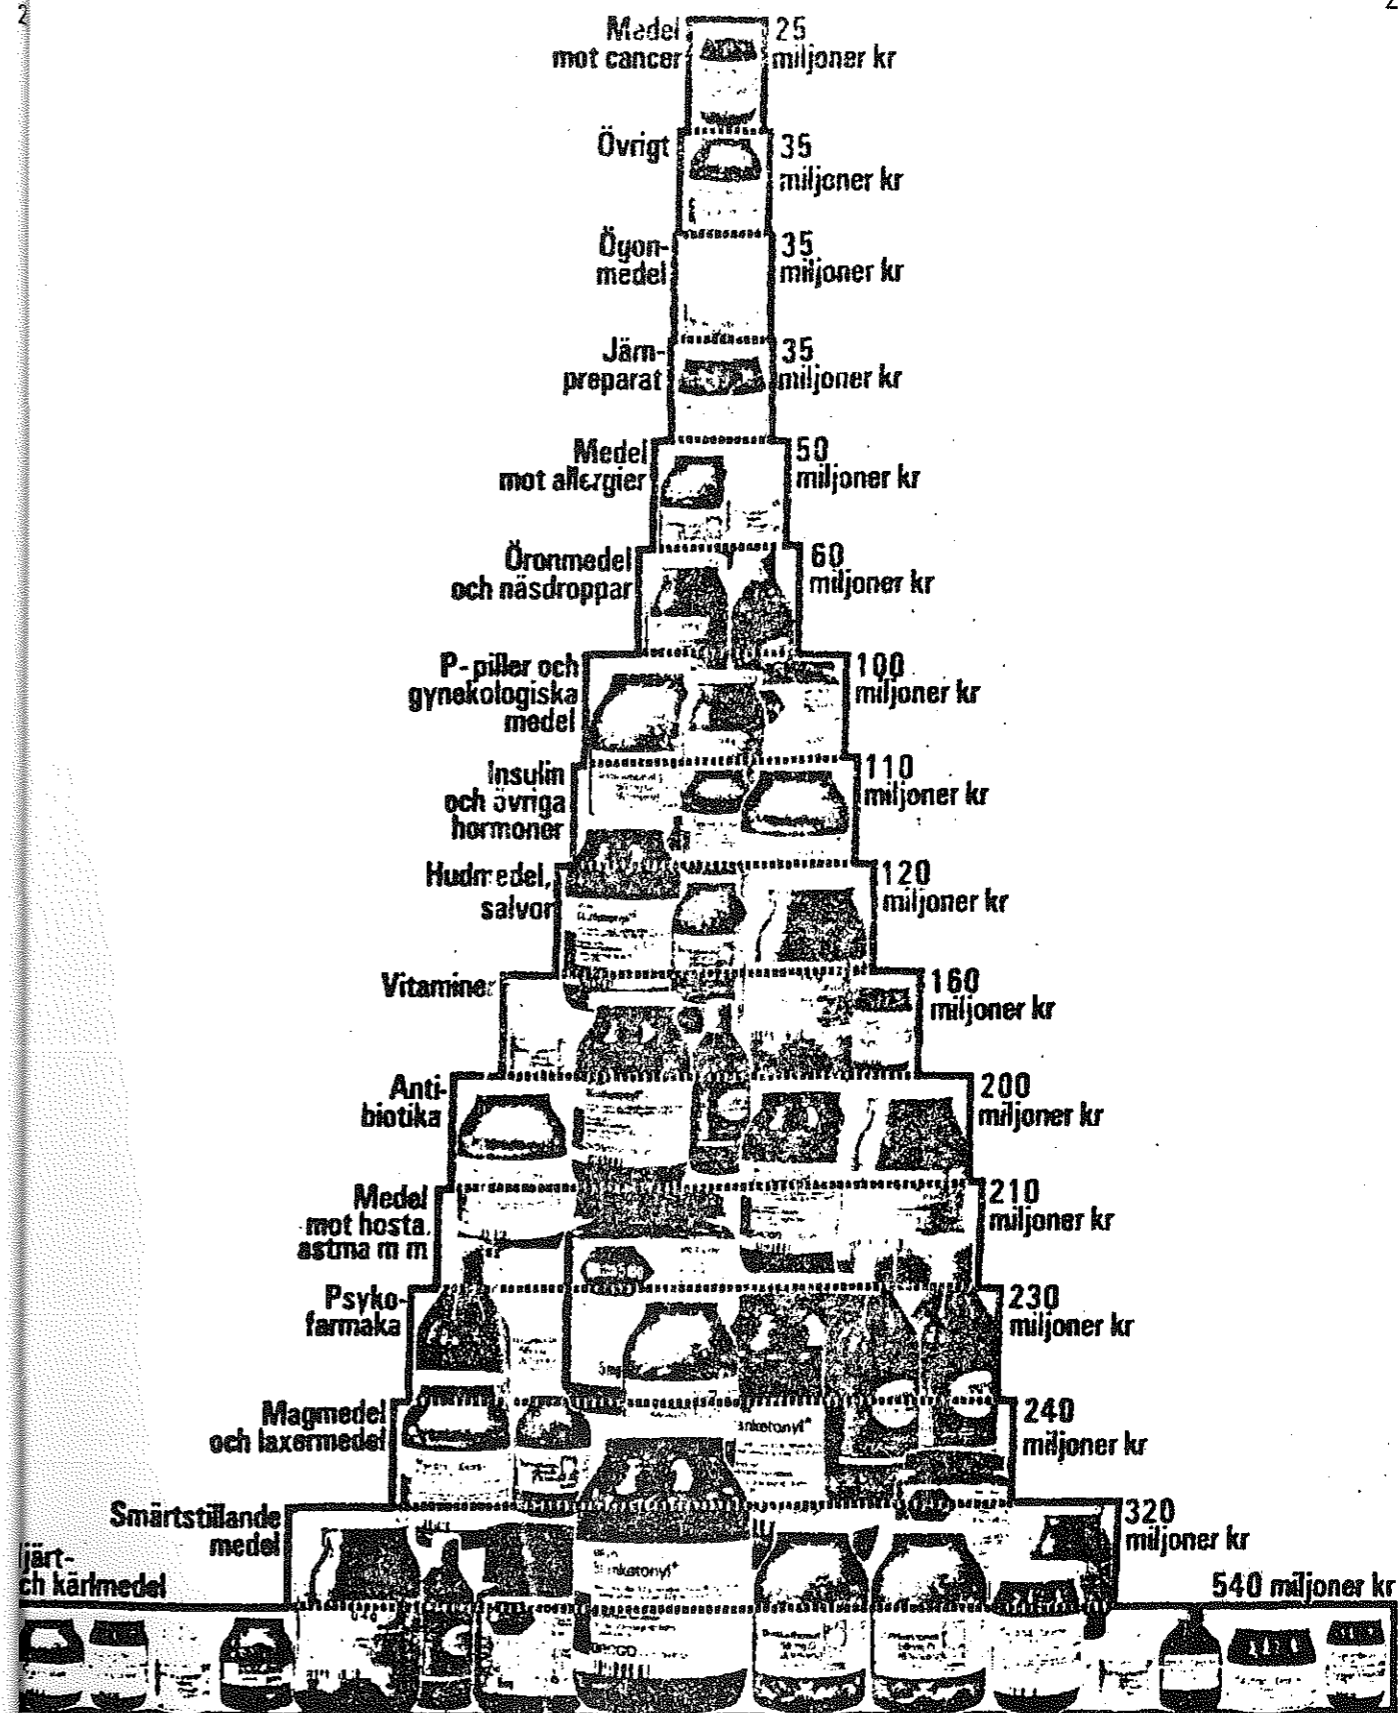 2
Medel
mot cancer
25
miljoner kr
Övrigt
35
miljoner kr
Ögon-
medel
35
miljoner kr
Järn-
preparat
35
miljoner kr
Medel
mot allergier
50
miljoner kr
Öronmedel
och näsdroppar
60
miljoner kr
P-piller och
gynekologiska
medel
100
miljoner kr
Insulin
och övriga
hormoner
110
miljoner kr
Hudmedel,
salvor
120
miljoner kr
Vitaminer
160
miljoner kr
Anti-
biotika
200
miljoner kr
Medel
mot hosta,
astma m m
210
miljoner kr
Psyko-
farmaka
230
miljoner kr
Magmedel
och laxermedel
240
miljoner kr
nketonyl
Smärtstillande
medel
320
miljoner kr
nketonyl
järt-
ch kärlmedel
540 miljoner kr